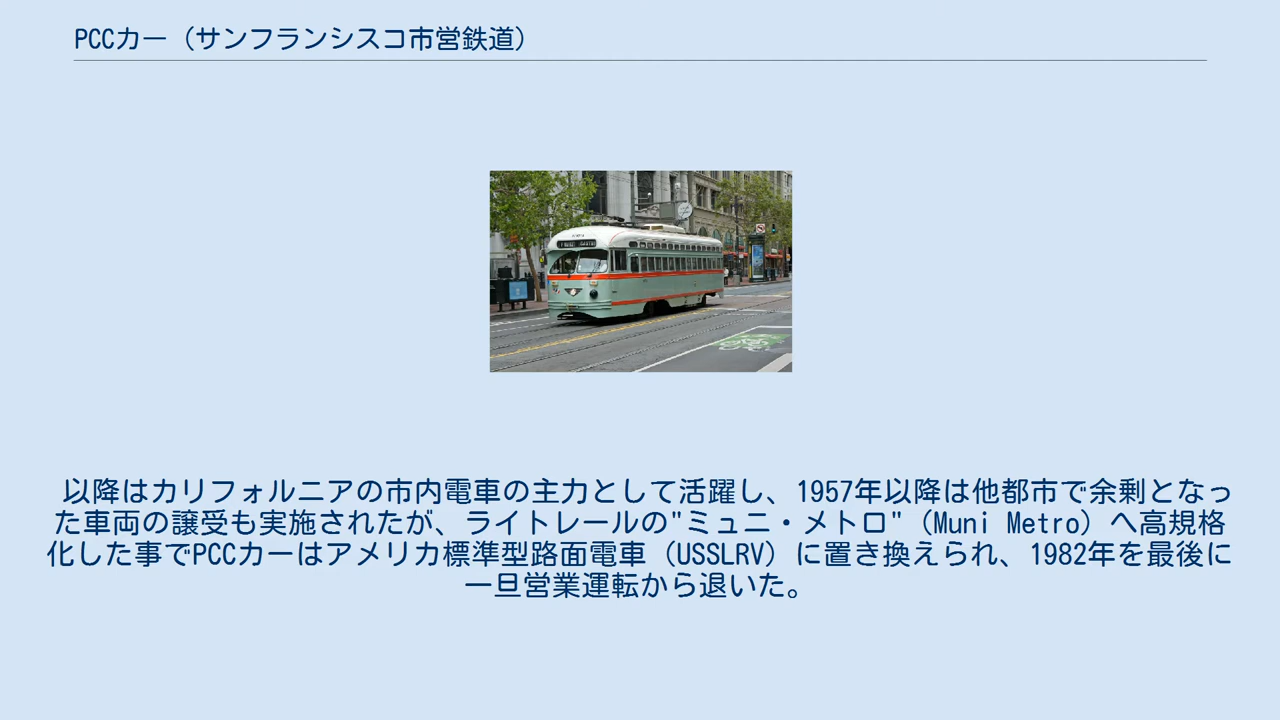 PCCカー（サンフランシスコ市営鉄道）
以降はカリフォルニアの市内電車の主力として活躍し、1957年以降は他都市で余剰となっ
た車両の譲受も実施されたが、ライトレールの"ミュニ・メトロ"（Muni Metro）へ高規格
化した事でPCCカーはアメリカ標準型路面電車（USSLRV）に置き換えられ、1982年を最後に
一旦営業運転から退いた。